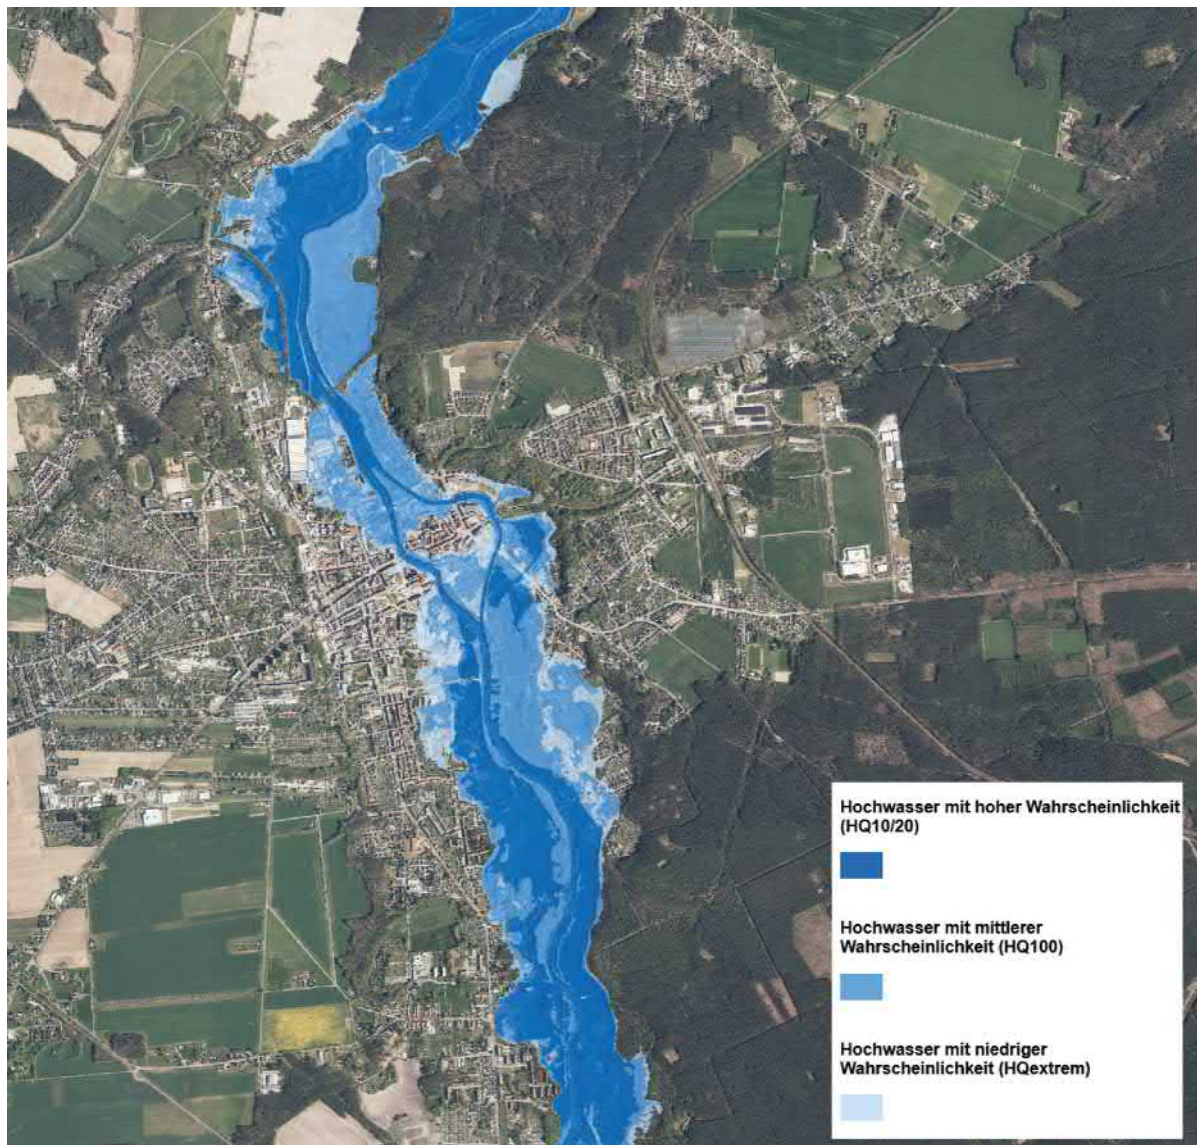 Hochwasser mit hoher Wahrscheinlichkeit
(HQ10/20)
Hochwasser mit mittlerer
Wahrscheinlichkeit (HQ100)
Hochwasser mit niedriger
Wahrscheinlichkeit (HQextrem)